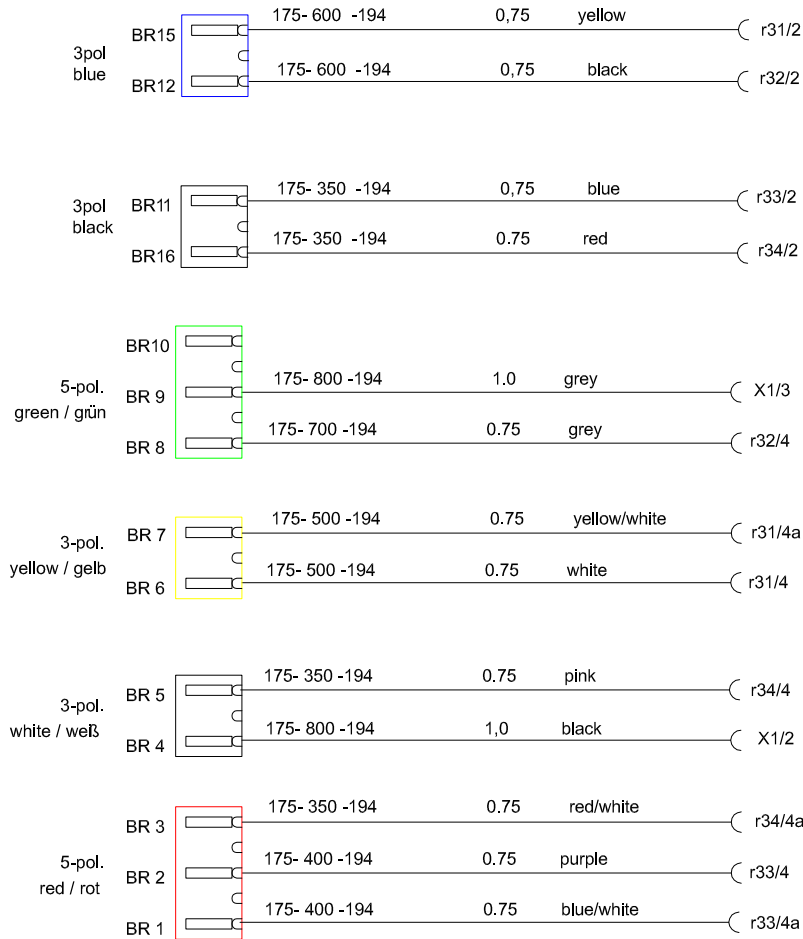 BR15 175- 600 -194 0,75 yellow r31/2
3pol
blue
BR12 175- 600 -194 0,75 black r32/2
BR11 175- 350 -194 0,75 blue r33/2
3pol
black
BR16 175- 350 -194 0.75 red r34/2
BR10
5-pol.
green / grün
BR 9 175- 800 -194 1.0 grey X1/3
BR 8 175- 700 -194 0.75 grey r32/4
BR 7 175- 500 -194 0.75 yellow/white r31/4a
3-pol.
yellow / gelb
BR 6 175- 500 -194 0.75 white r31/4
BR 5 175- 350 -194 0.75 pink r34/4
3-pol.
white / weiß
BR 4 175- 800 -194 1,0 black X1/2
BR 3 175- 350 -194 0.75 red/white r34/4a
5-pol.
red / rot
BR 2 175- 400 -194 0.75 purple r33/4
BR 1 175- 400 -194 0.75 blue/white r33/4a